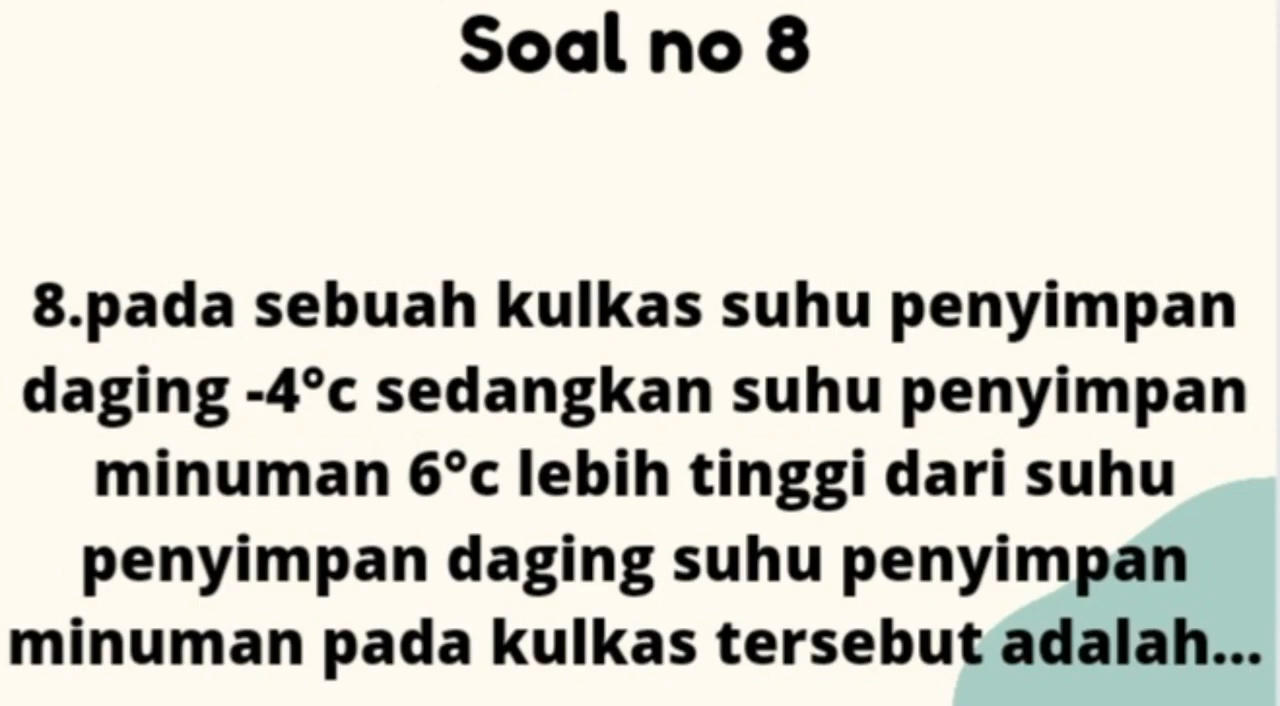 Soal no 8
8.pada sebuah kulkas suhu penyimpan
daging -4°c sedangkan suhu penyimpan
minuman 6°c lebih tinggi dari suhu
penyimpan daging suhu penyimpan
minuman pada kulkas tersebut adalah...